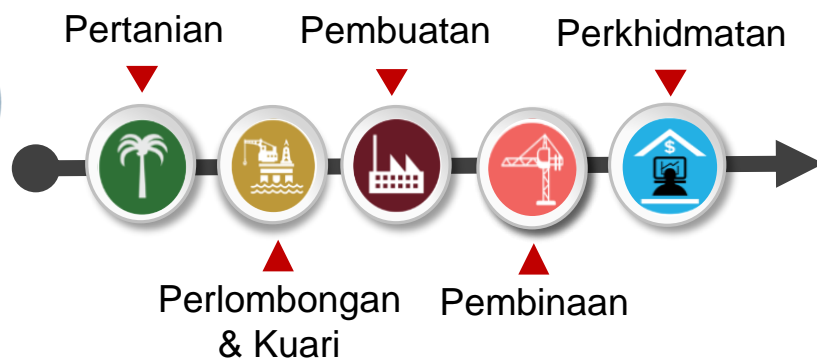 Pertanian
Pembuatan
Perkhidmatan
$
Perlombongan
& Kuari
Pembinaan